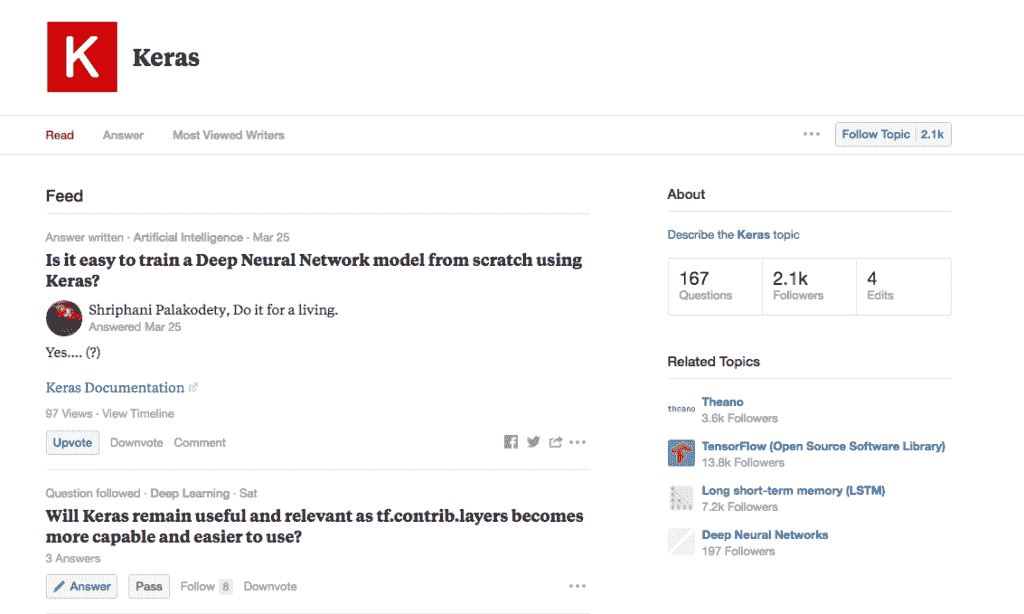 K
Keras
Read Answer Most Viewed Writers
Follow Topic 2.1k
Feed
Answer written · Artificial Intelligence · Mar 25
Is it easy to train a Deep Neural Network model from scratch using
Keras?
Shriphani Palakodety, Do it for a living.
Answered Mar 25
Yes.... (?)
Keras Documentation
97 Views · View Timeline
Upvote Downvote Comment
Question followed · Deep Learning · Sat
Will Keras remain useful and relevant as tf.contrib.layers becomes
more capable and easier to use?
3 Answers
Answer Pass Follow 8 Downvote
About
Describe the Keras topic
167 2.1k 4
Questions Followers Edits
Related Topics
theano
Theano
3.6k Followers
TensorFlow (Open Source Software Library)
13.8k Followers
Long short-term memory (LSTM)
7.2k Followers
Deep Neural Networks
197 Followers